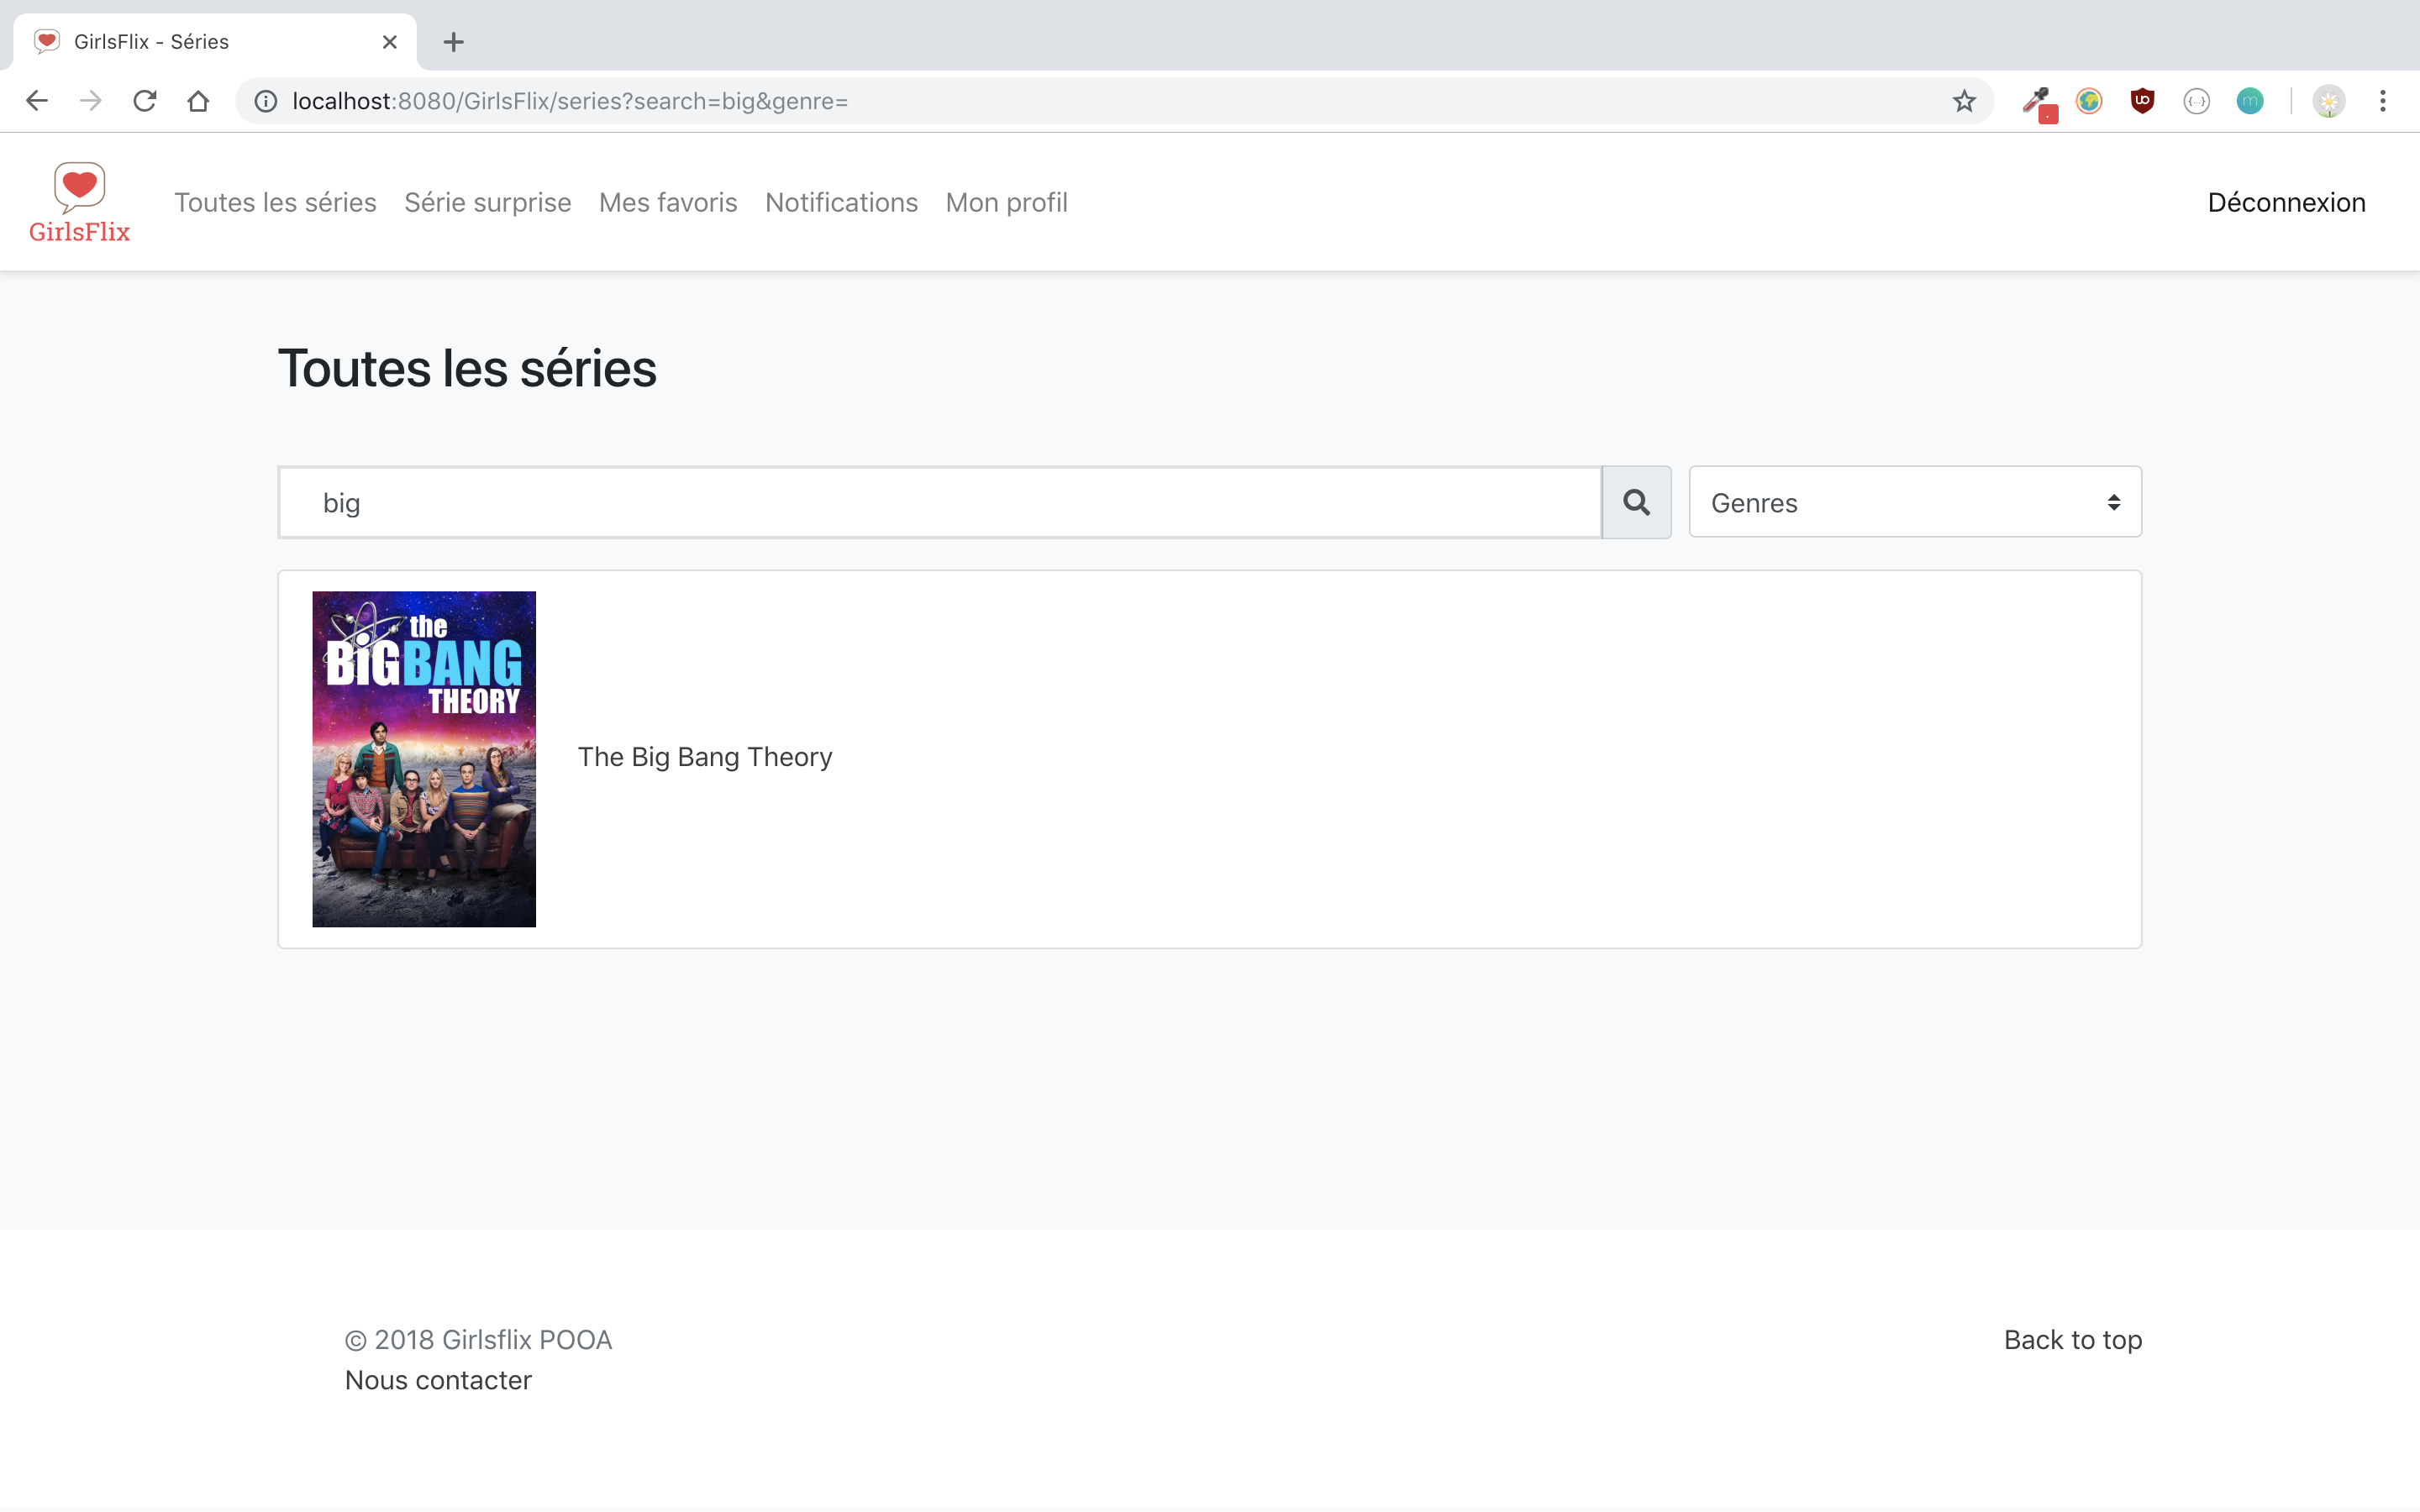 GirlsFlix - Séries
localhost:8080/GirlsFlix/series?search=big&genre=
GirlsFlix
Toutes les séries
Série surprise
Mes favoris
Notifications
Mon profil
Déconnexion
Toutes les séries
big
Genres
the
BIGBANG
THEORY
The Big Bang Theory
© 2018 Girlsflix POOA
Back to top
Nous contacter